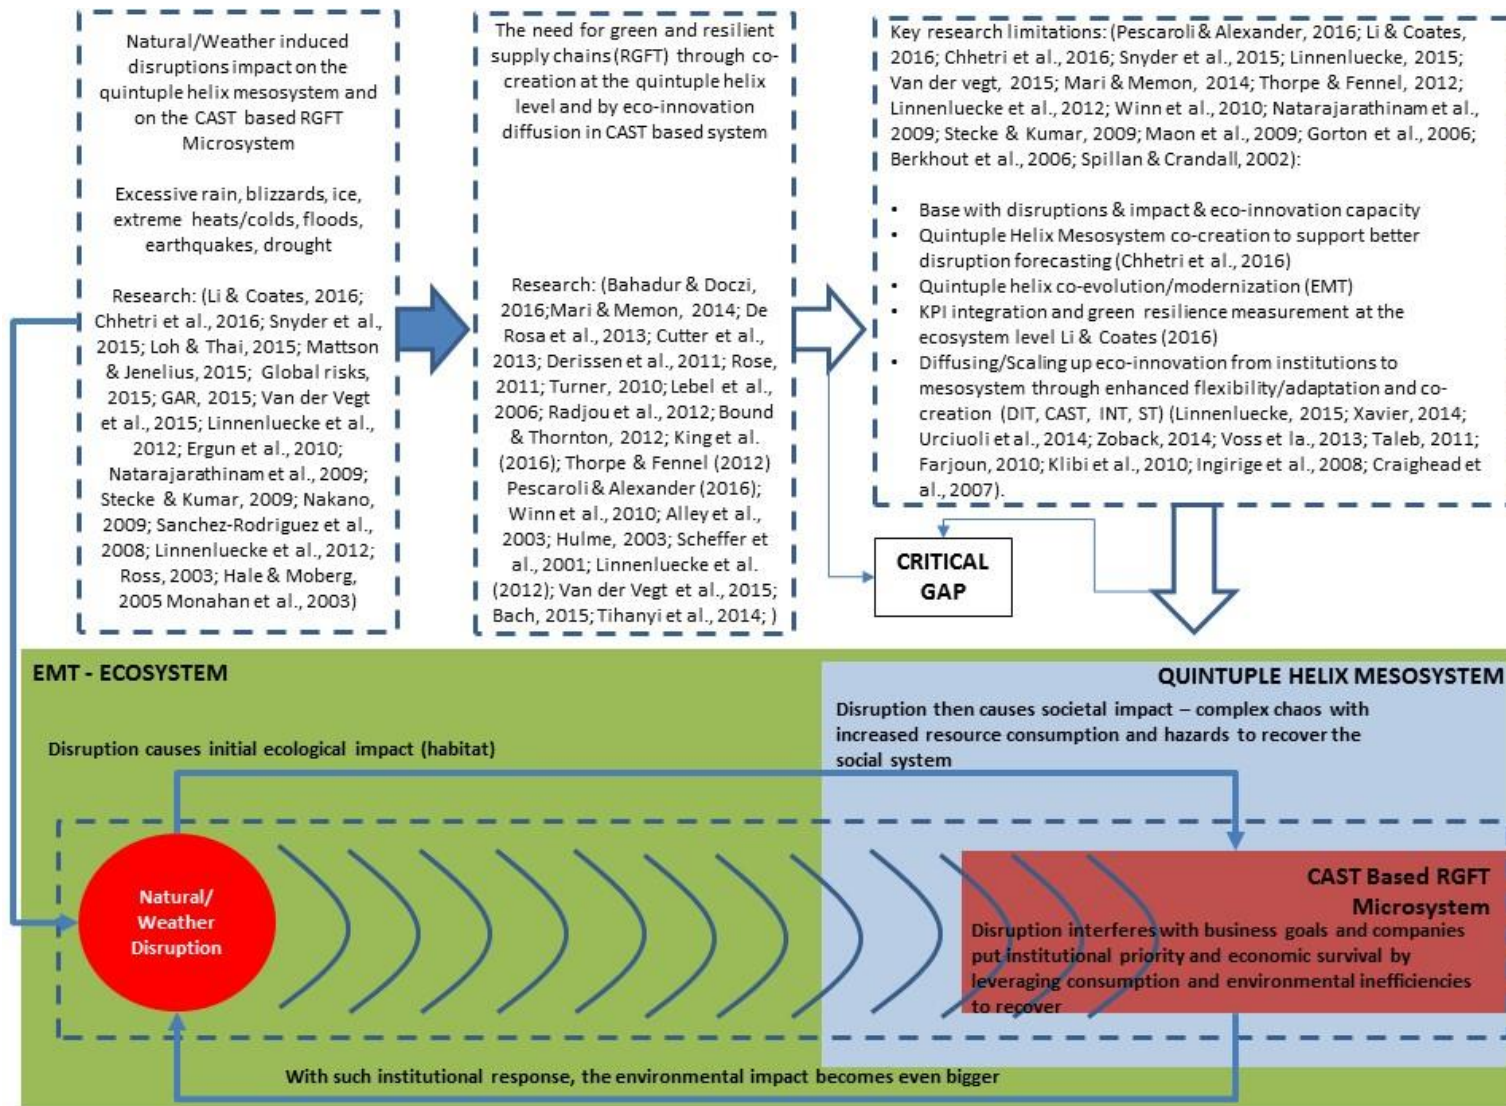 Natural/Weather induced
disruptions impact on the
quintuple helix mesosystem and
on the CAST based RGFT
Microsystem
Excessive rain, blizzards, ice,
extreme heats/colds, floods,
earthquakes, drought
Research: (Li & Coates, 2016;
Chhetri et al., 2016; Snyder et al.,
2015; Loh & Thai, 2015; Mattson
& Jenelius, 2015; Global risks,
2015; GAR, 2015; Van der Vegt
et al., 2015; Linnenluecke et al.,
2012; Ergun et al., 2010;
Natarajarathinam et al., 2009;
Stecke & Kumar, 2009; Nakano,
2009; Sanchez-Rodriguez et al.,
2008; Linnenluecke et al., 2012;
Ross, 2003; Hale & Moberg,
2005 Monahan et al., 2003)
The need for green and resilient
supply chains (RGFT) through co-
creation at the quintuple helix
level and by eco-innovation
diffusion in CAST based system
Research: (Bahadur & Doczi,
2016;Mari & Memon, 2014; De
Rosa et al., 2013; Cutter et al.,
2013; Derissen et al., 2011; Rose,
2011; Turner, 2010; Lebel et al.,
2006; Radjou et al., 2012; Bound
& Thornton, 2012; King et al.
(2016); Thorpe & Fennel (2012)
Pescaroli & Alexander (2016);
Winn et al., 2010; Alley et al.,
2003; Hulme, 2003; Scheffer et
al., 2001; Linnenluecke et al.
(2012); Van der Vegt et al., 2015;
Bach, 2015; Tihanyi et al., 2014; )
Key research limitations: (Pescaroli & Alexander, 2016; Li & Coates,
2016; Chhetri et al., 2016; Snyder et al., 2015; Linnenluecke, 2015;
Van der vegt, 2015; Mari & Memon, 2014; Thorpe & Fennel, 2012;
Linnenluecke et al., 2012; Winn et al., 2010; Natarajarathinam et al.,
2009; Stecke & Kumar, 2009; Maon et al., 2009; Gorton et al., 2006;
Berkhout et al., 2006; Spillan & Crandall, 2002):
• Base with disruptions & impact & eco-innovation capacity
• Quintuple Helix Mesosystem co-creation to support better
disruption forecasting (Chhetri et al., 2016)
• Quintuple helix co-evolution/modernization (EMT)
• KPI integration and green resilience measurement at the
ecosystem level Li & Coates (2016)
• Diffusing/Scaling up eco-innovation from institutions to
mesosystem through enhanced flexibility/adaptation and co-
creation (DIT, CAST, INT, ST) (Linnenluecke, 2015; Xavier, 2014;
Urciuoli et al., 2014; Zoback, 2014; Voss et la., 2013; Taleb, 2011;
Farjoun, 2010; Klibi et al., 2010; Ingirige et al., 2008; Craighead et
al., 2007).
CRITICAL
GAP
EMT - ECOSYSTEM
QUINTUPLE HELIX MESOSYSTEM
Disruption then causes societal impact – complex chaos with
increased resource consumption and hazards to recover the
social system
Disruption causes initial ecological impact (habitat)
Natural/
Weather
Disruption
CAST Based RGFT
Microsystem
Disruption interferes with business goals and companies
put institutional priority and economic survival by
leveraging consumption and environmental inefficiencies
to recover
With such institutional response, the environmental impact becomes even bigger